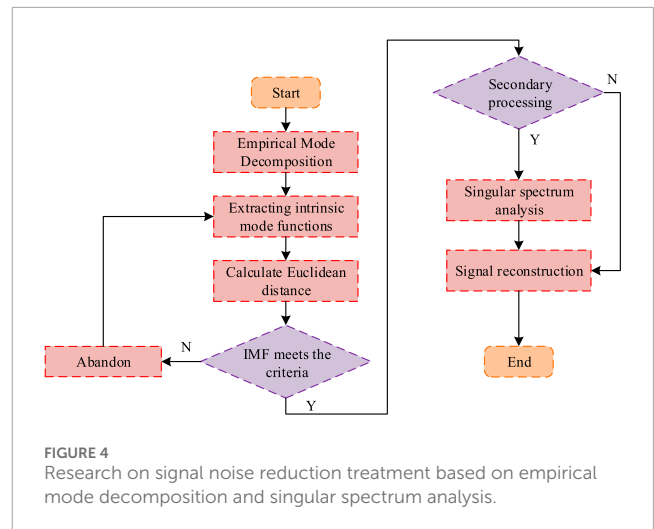 Start
Empirical Mode
Decomposition
Extracting intrinsic
mode functions
Calculate Euclidean
distance
IMF meets the
criteria
N
Abandon
Y
Secondary
processing
N
Y
Singular spectrum
analysis
Signal reconstruction
End
FIGURE 4
Research on signal noise reduction treatment based on empirical
mode decomposition and singular spectrum analysis.